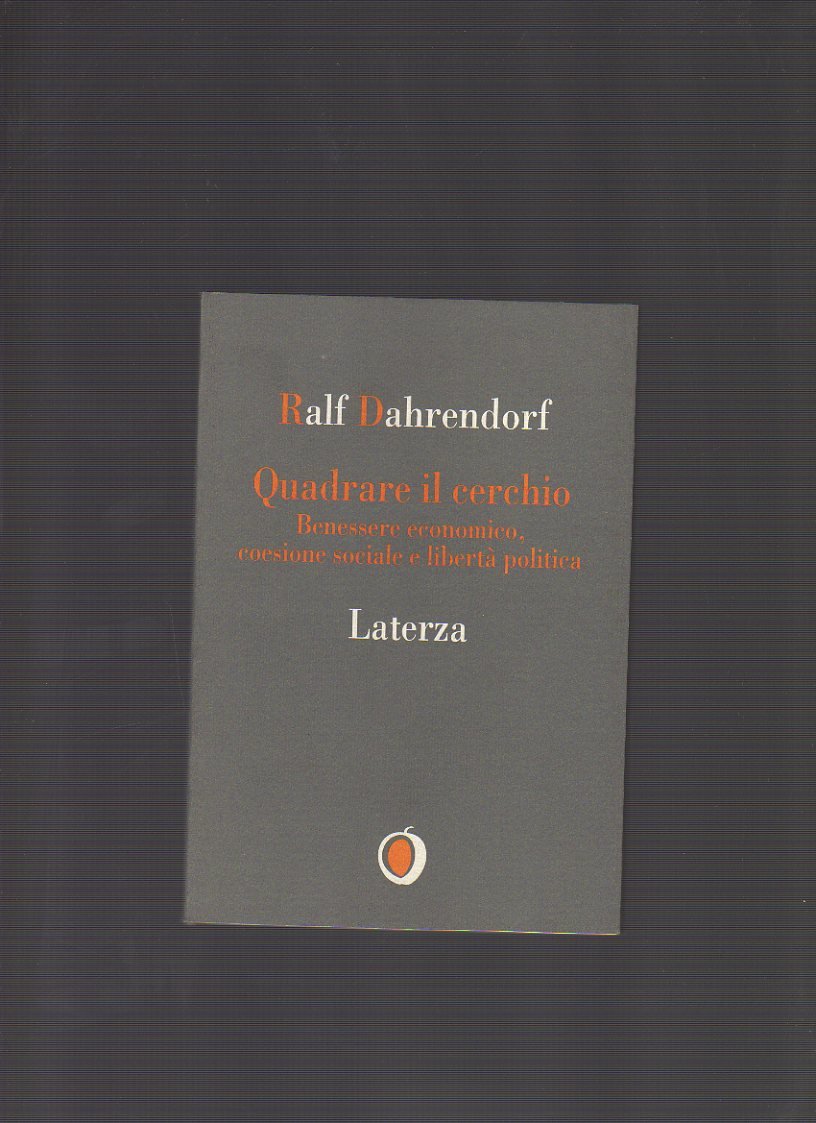 Ralf Dahrendorf
Quadrare il cerchio
Benessere economico,
coesione sociale e libertà politica
Laterza